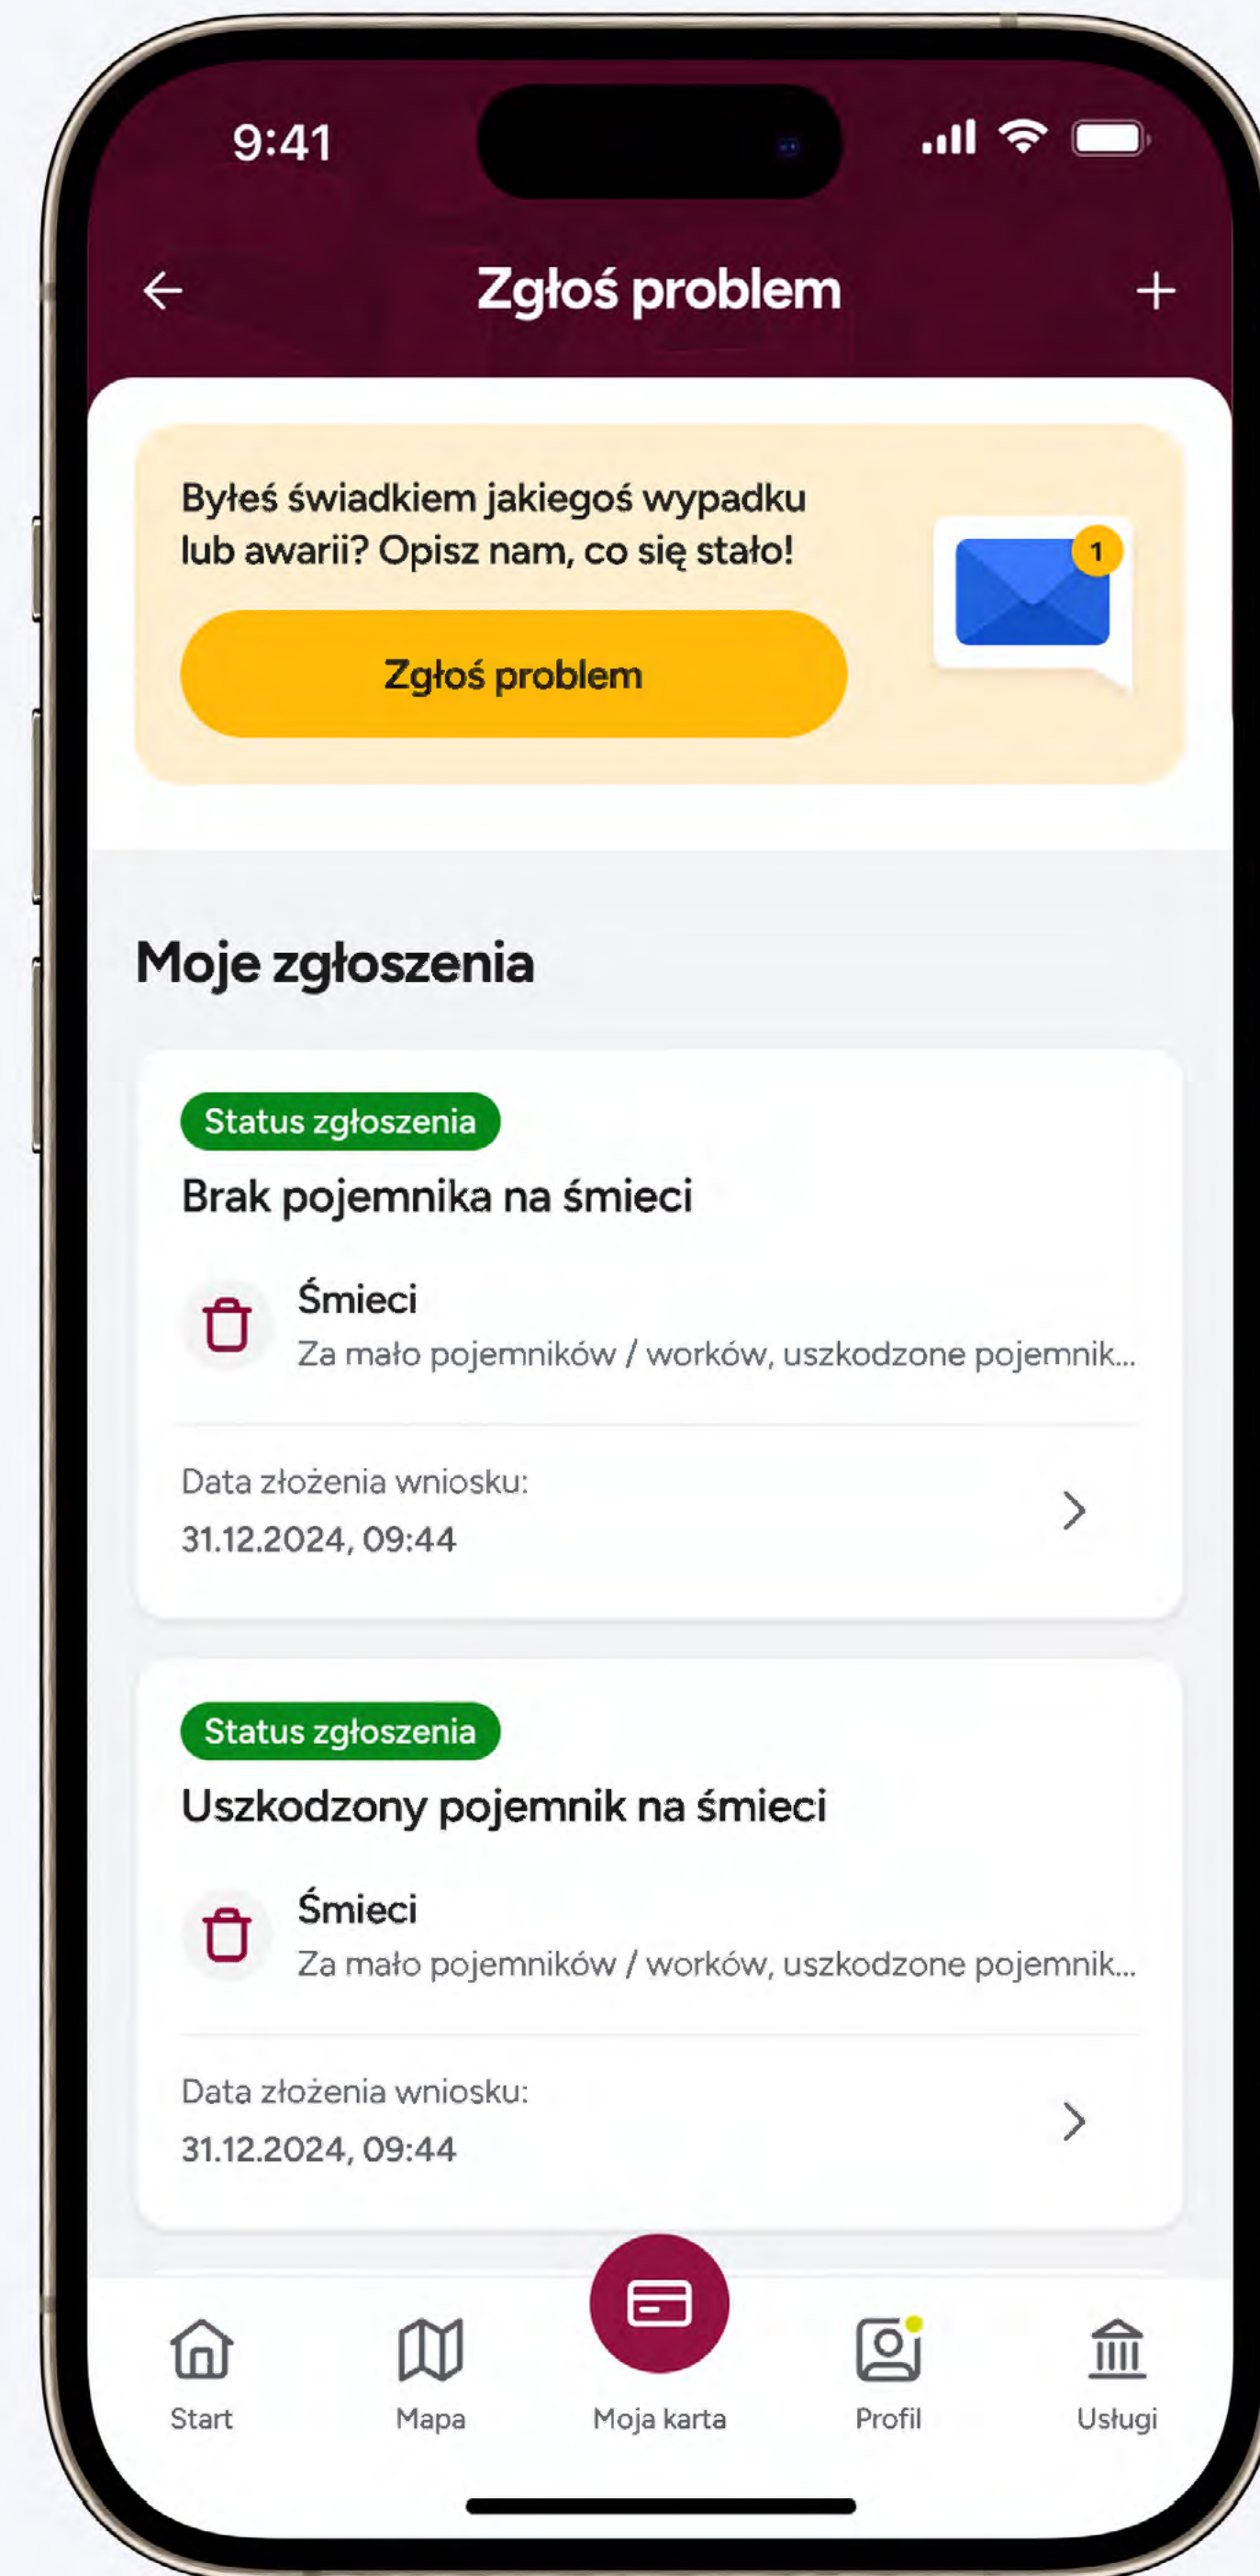 9:41
Zgłoś problem
Byłeś świadkiem jakiegoś wypadku
lub awarii? Opisz nam, co się stało!
1
Zgłoś problem
Moje zgłoszenia
Status zgłoszenia
Brak pojemnika na śmieci
Śmieci
Za mało pojemników / worków, uszkodzone pojemnik...
Data złożenia wniosku:
31.12.2024, 09:44
Status zgłoszenia
Uszkodzony pojemnik na śmieci
Śmieci
Za mało pojemników / worków, uszkodzone pojemnik...
Data złożenia wniosku:
31.12.2024, 09:44
Start
Mapa
Moja karta
Profil
Usługi